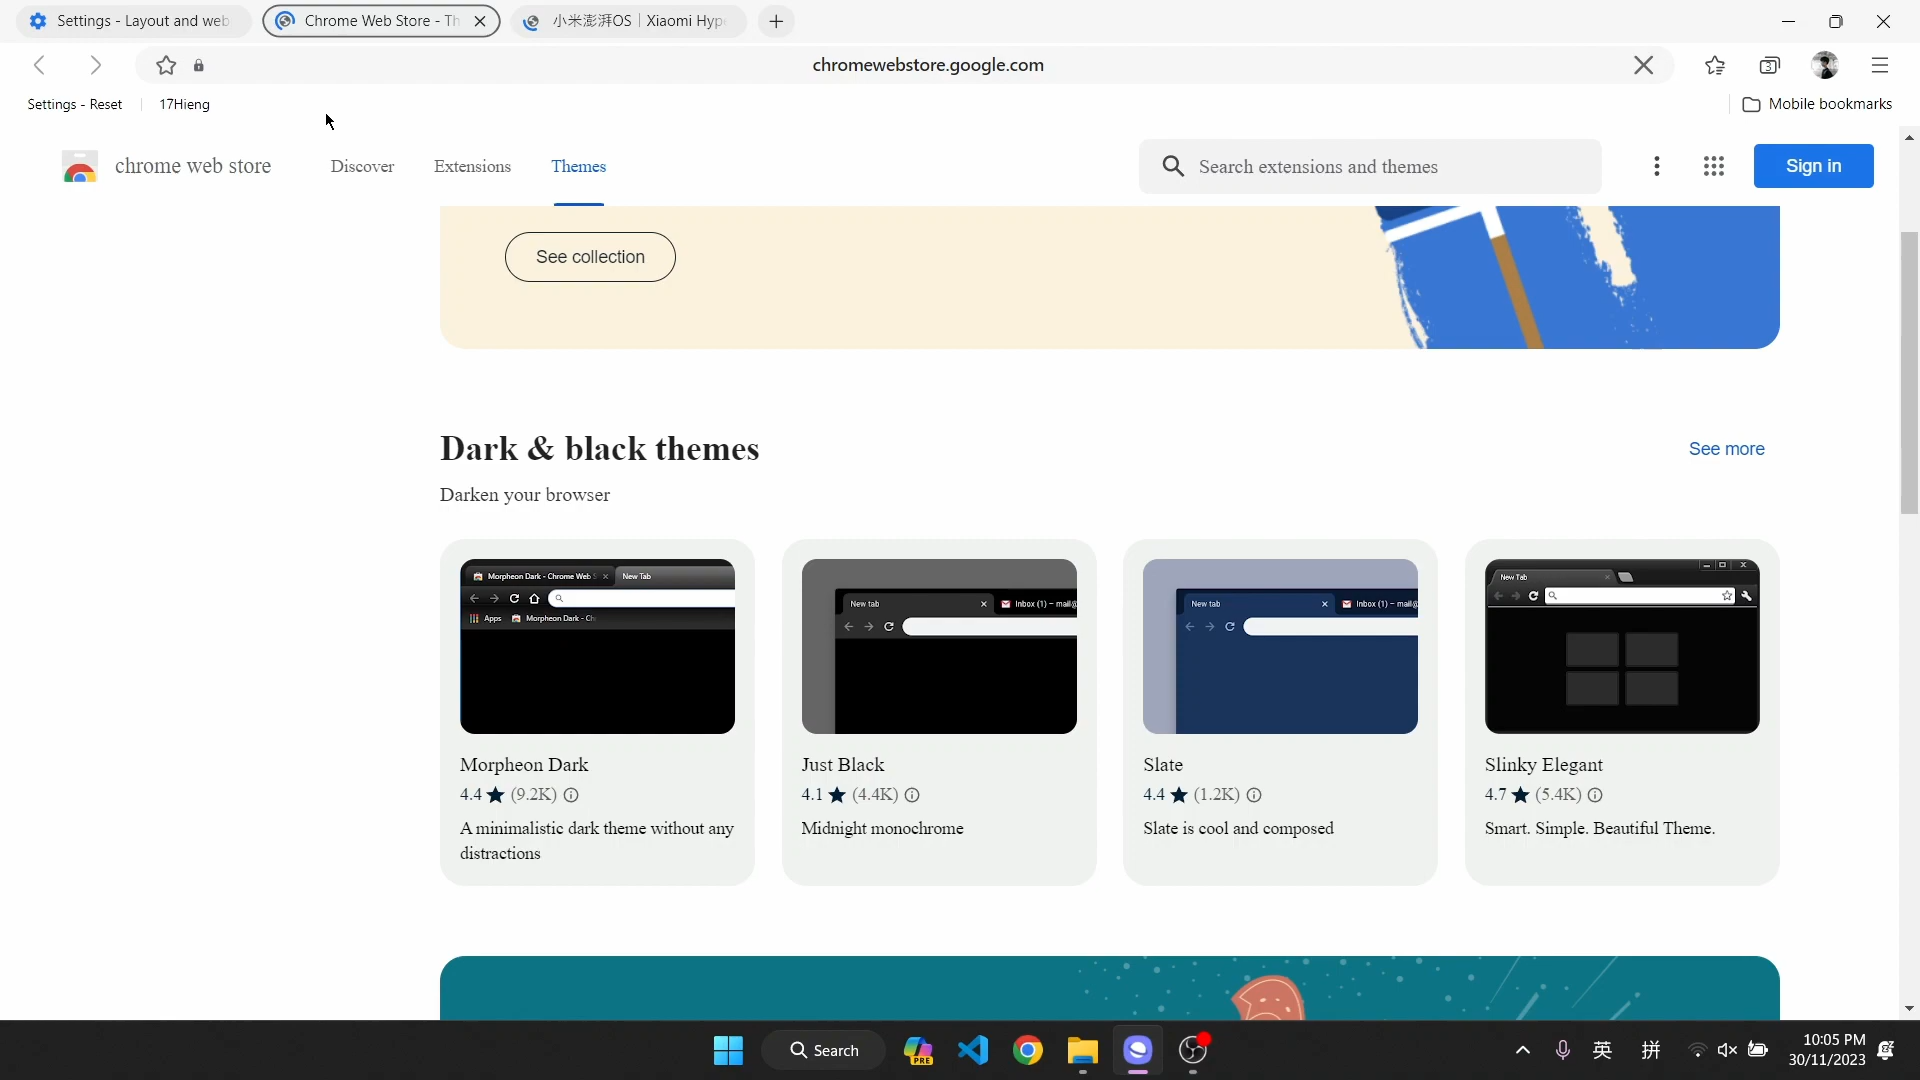 Settings - Layout and web
Chrome Web Store - Th
小米澎湃OS | Xiaomi Hype
chromewebstore.google.com
3
Settings - Reset
17Hieng
Mobile bookmarks
chrome web store
Discover
Extensions
Themes
Search extensions and themes
Sign in
See collection
Dark & black themes
See more
Darken your browser
Morpheon Dark - Chrome Web S
New Tab
Apps
Morpheon Dark - Ch
New tab
Inbox (1) – mail@
New tab
Inbox (1) – mail@
New Tab
Morpheon Dark
4.4 ★ (9.2K)
A minimalistic dark theme without any
distractions
Just Black
4.1 ★ (4.4K)
Midnight monochrome
Slate
4.4 ★ (1.2K)
Slate is cool and composed
Slinky Elegant
4.7 ★ (5.4K)
Smart. Simple. Beautiful Theme.
Search
PRE
英
拼
10:05 PM
30/11/2023